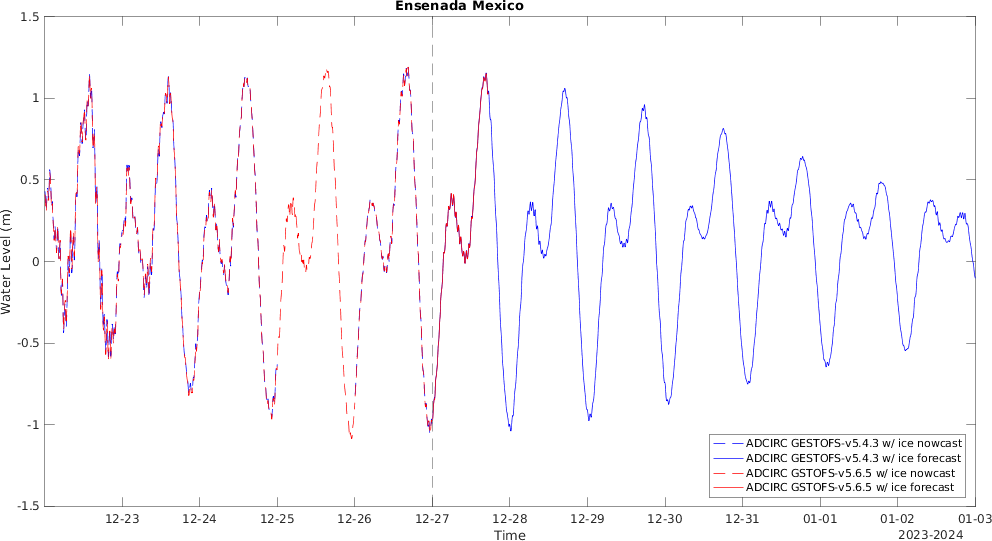 Ensenada Mexico
1.5
1
0.5
0
-0.5
-1
-1.5
Water Level (m)
ADCIRC GESTOFS-v5.4.3 w/ ice nowcast
ADCIRC GESTOFS-v5.4.3 w/ ice forecast
ADCIRC GSTOFS-v5.6.5 w/ ice nowcast
ADCIRC GSTOFS-v5.6.5 w/ ice forecast
12-23 12-24 12-25 12-26 12-27 12-28 12-29 12-30 12-31 01-01 01-02 01-03
Time
2023-2024